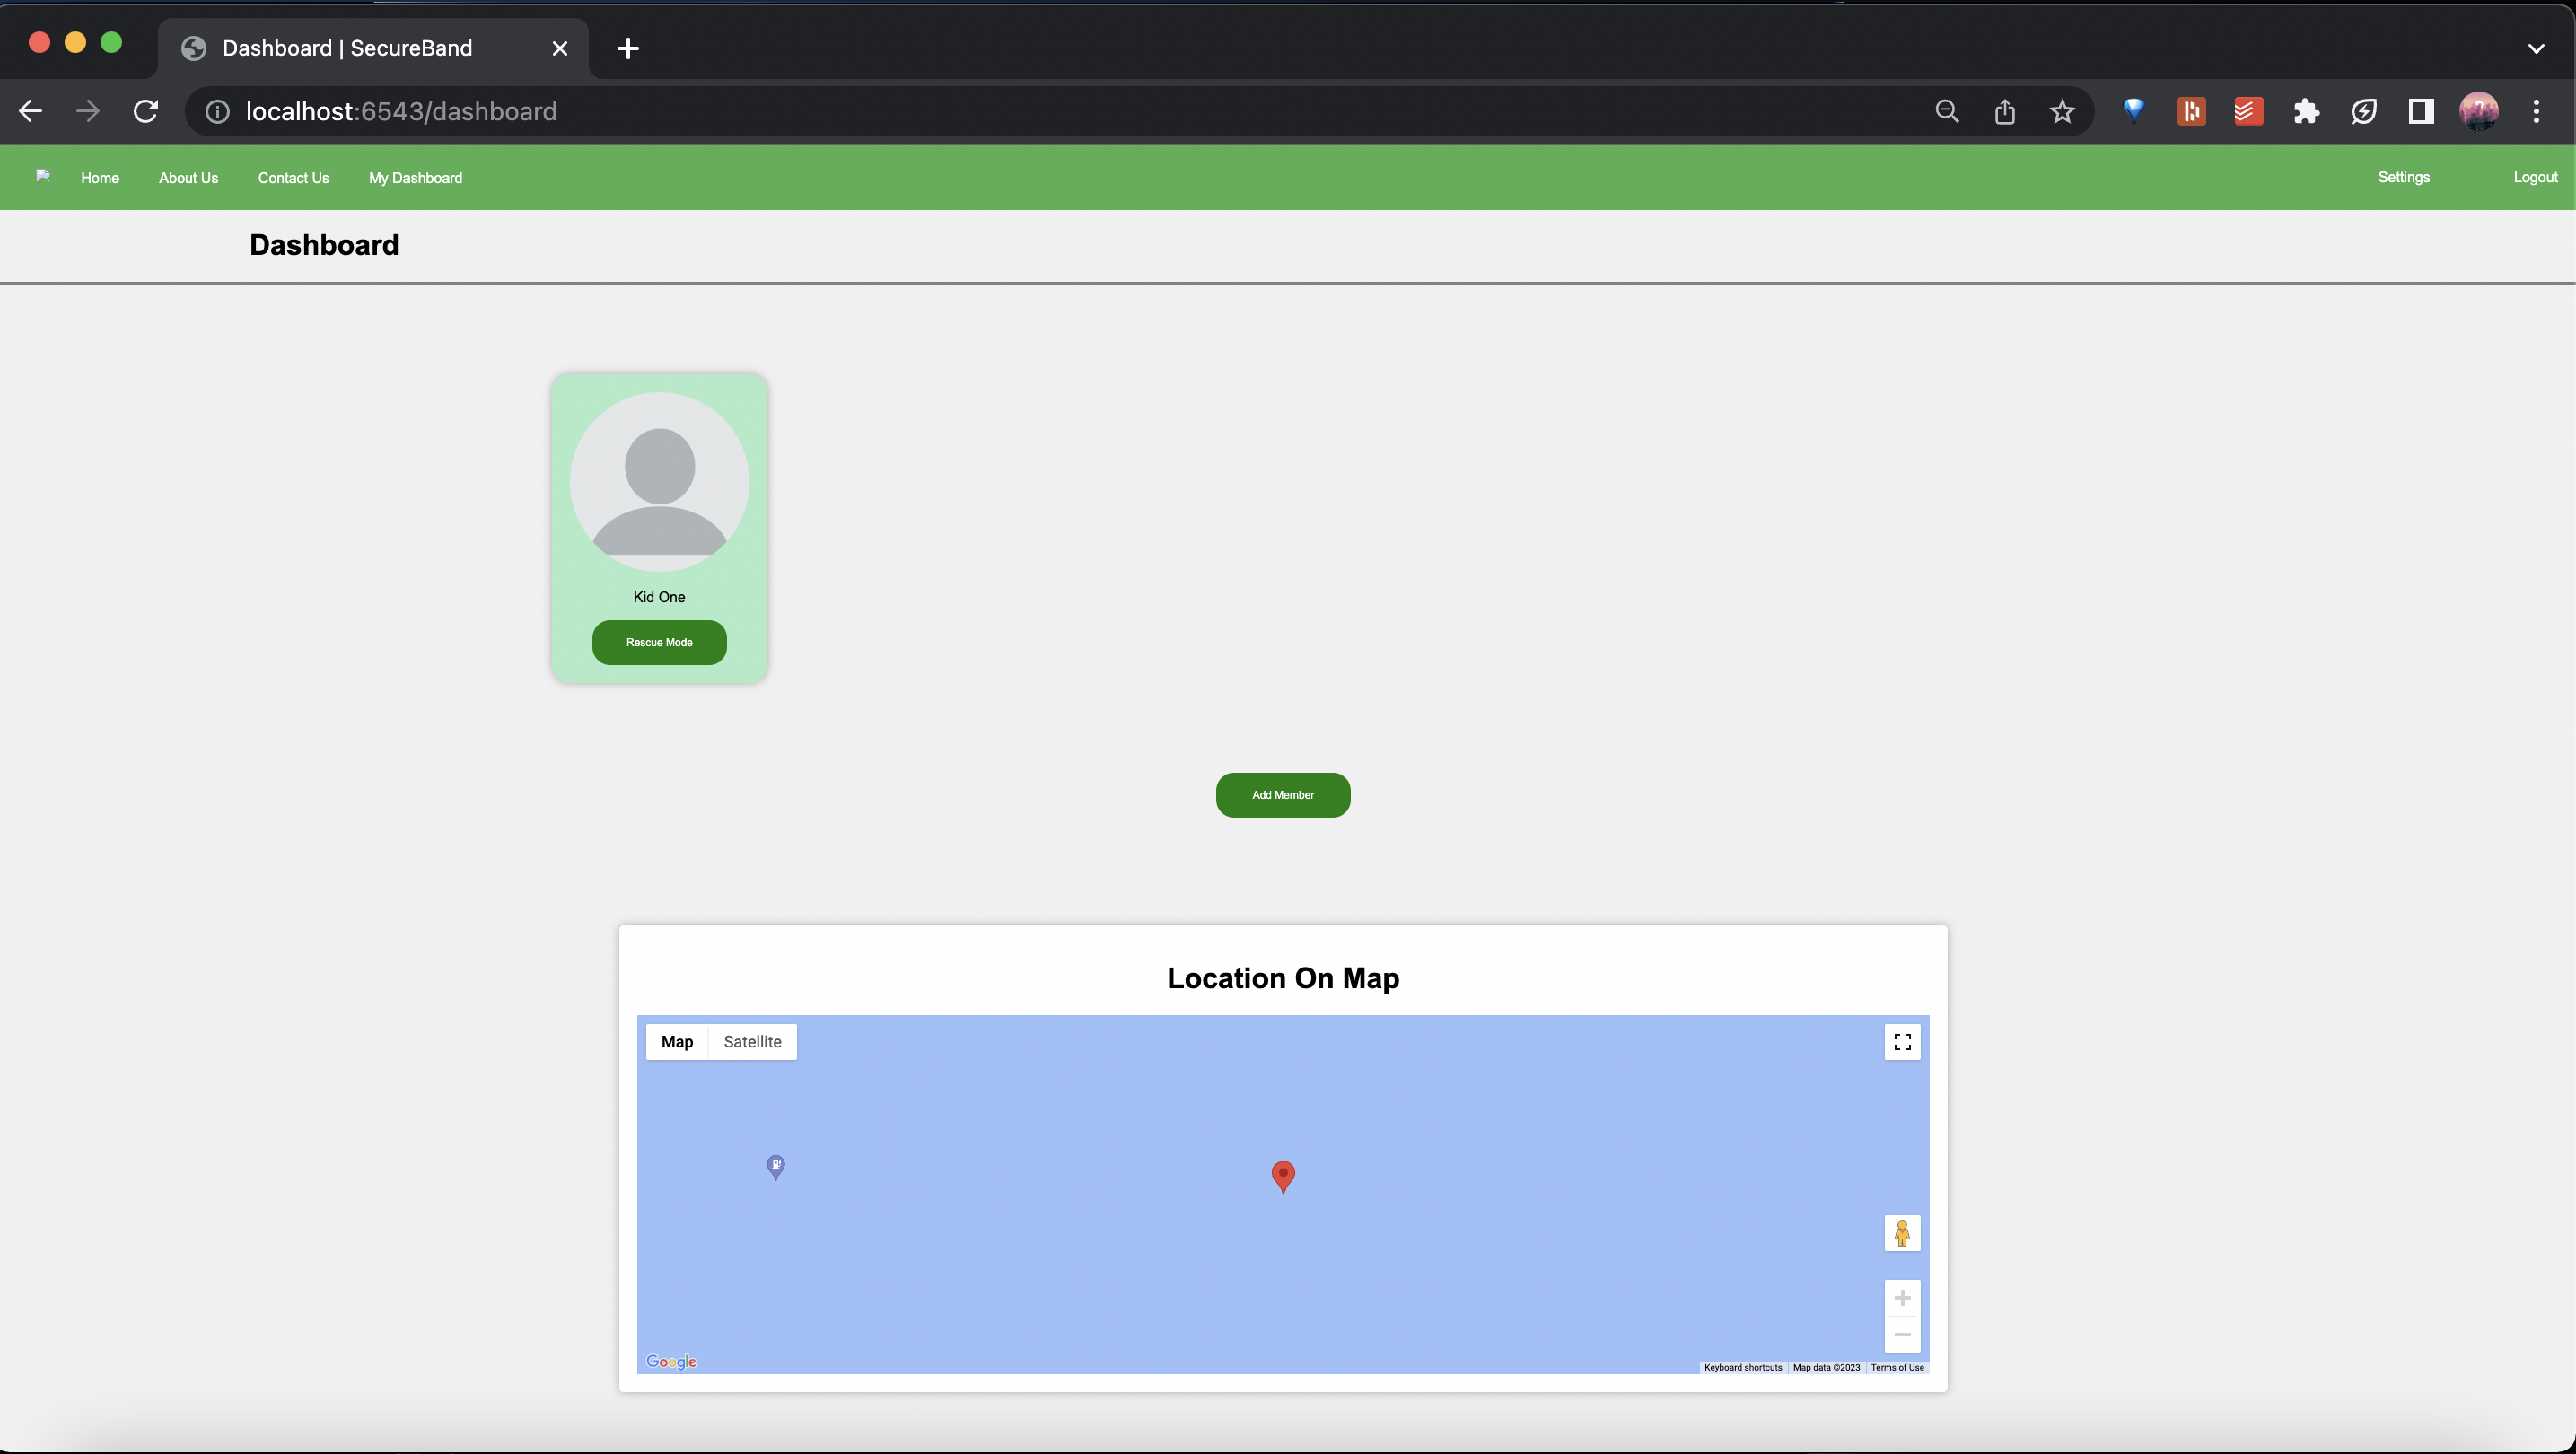 Dashboard | SecureBand
localhost:6543/dashboard
Home About Us Contact Us My Dashboard Settings Logout
Dashboard
Kid One
Rescue Mode
Add Member
Location On Map
Map Satellite
Google
Keyboard shortcuts Map data ©2023 Terms of Use